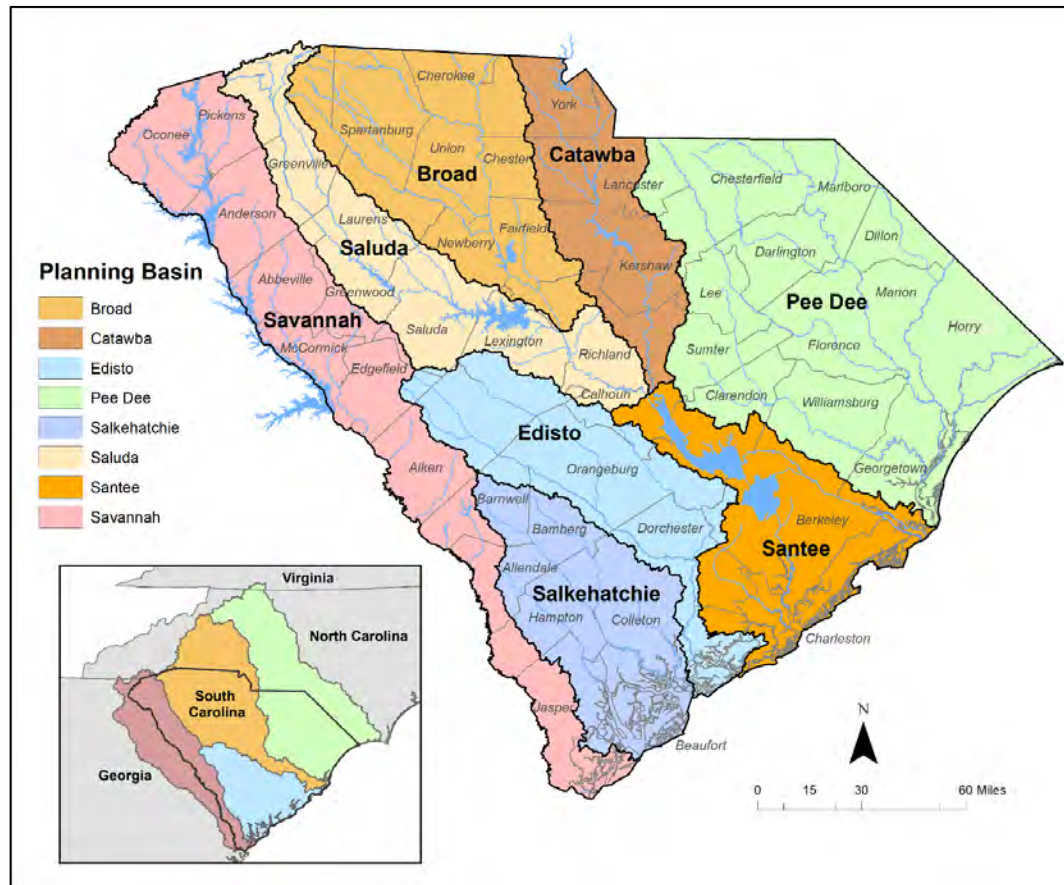 Cherokee
York
Pickens
Oconee
Spartanburg
Union
Chester
Catawba
Broad
Greenville
Lancaster
Chesterfield
Marlboro
Anderson
Laurens
Fairfield
Dillon
Saluda
Newberry
Darlington
Planning Basin
Abbeville
Kershaw
Lee
Marion
Pee Dee
Broad
Greenwood
Savannah
Saluda
Horry
Catawba
McCormick
Lexington
Richland
Sumter
Florence
Edisto
Edgefield
Calhoun
Pee Dee
Clarendon
Williamsburg
Salkehatchie
Edisto
Saluda
Aiken
Orangeburg
Georgetown
Santee
Barnwell
Savannah
Bamberg
Dorchester
Berkeley
Santee
Allendale
Virginia
Salkehatchie
Hampton
Colleton
North Carolina
Charleston
South
Carolina
Jasper
N
Beaufort
Georgia
0 15 30 60 Miles